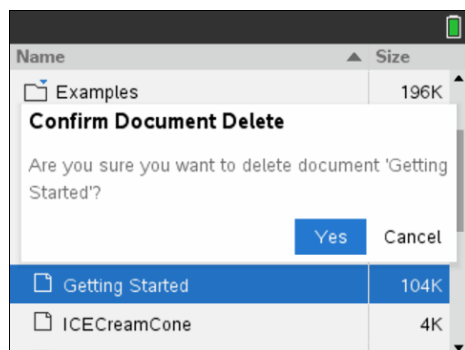 Name Size
Examples 196K
Confirm Document Delete
Are you sure you want to delete document 'Getting
Started'?
Yes Cancel
Getting Started 104K
ICECreamCone 4K